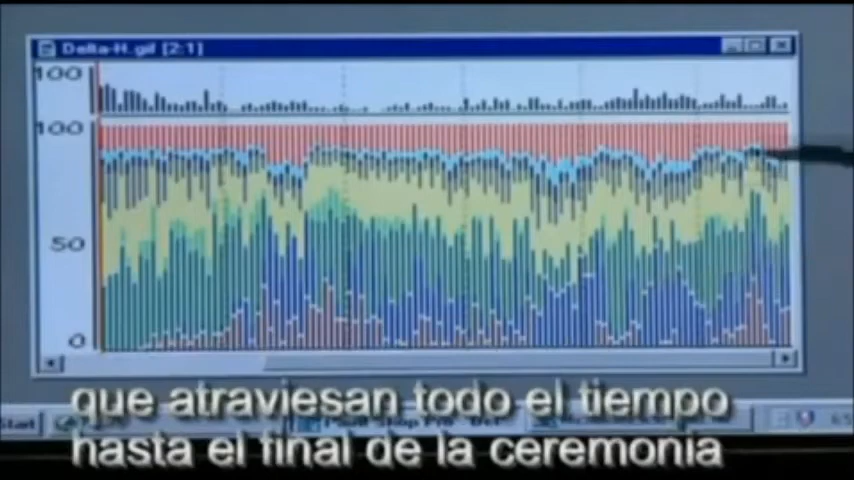 Delta-H.gif [2:1]
100
100
50
0
que atraviesan todo el tiempo
hasta el final de la ceremonia
Start